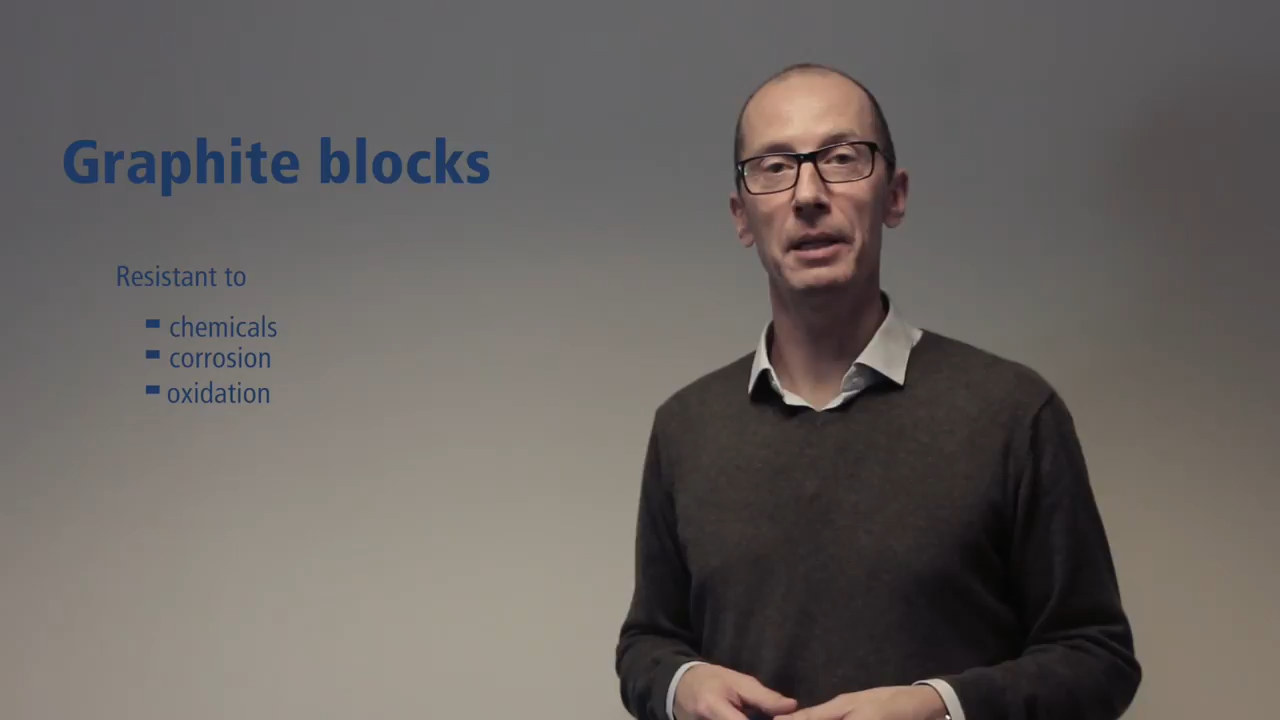 Graphite blocks
Resistant to
chemicals
corrosion
oxidation